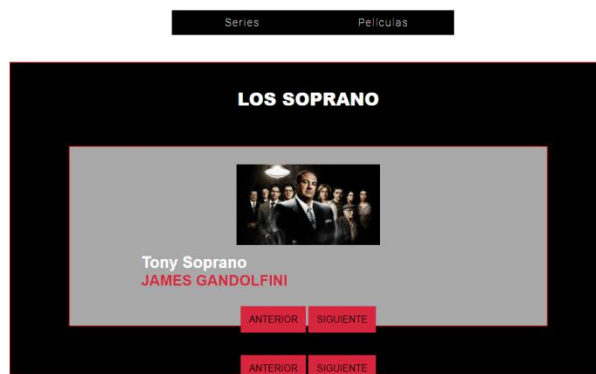 Series Películas
LOS SOPRANO
Tony Soprano
JAMES GANDOLFINI
ANTERIOR SIGUIENTE
ANTERIOR SIGUIENTE